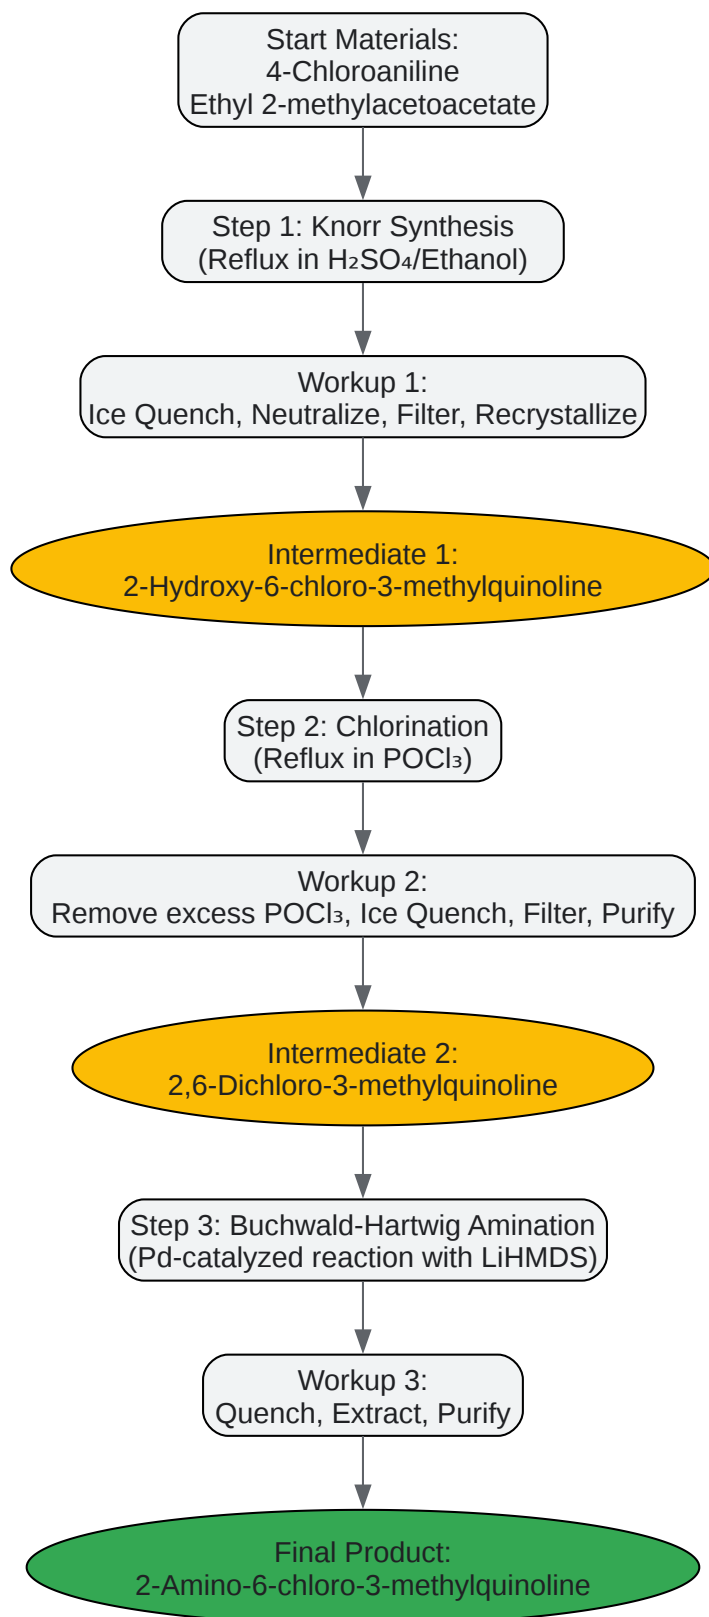 Start Materials:
4-Chloroaniline
Ethyl 2-methylacetoacetate
Step 1: Knorr Synthesis
(Reflux in H₂SO₄/Ethanol)
Workup 1:
Ice Quench, Neutralize, Filter, Recrystallize
Intermediate 1:
2-Hydroxy-6-chloro-3-methylquinoline
Step 2: Chlorination
(Reflux in POCl₃)
Workup 2:
Remove excess POCl₃, Ice Quench, Filter, Purify
Intermediate 2:
2,6-Dichloro-3-methylquinoline
Step 3: Buchwald-Hartwig Amination
(Pd-catalyzed reaction with LiHMDS)
Workup 3:
Quench, Extract, Purify
Final Product:
2-Amino-6-chloro-3-methylquinoline